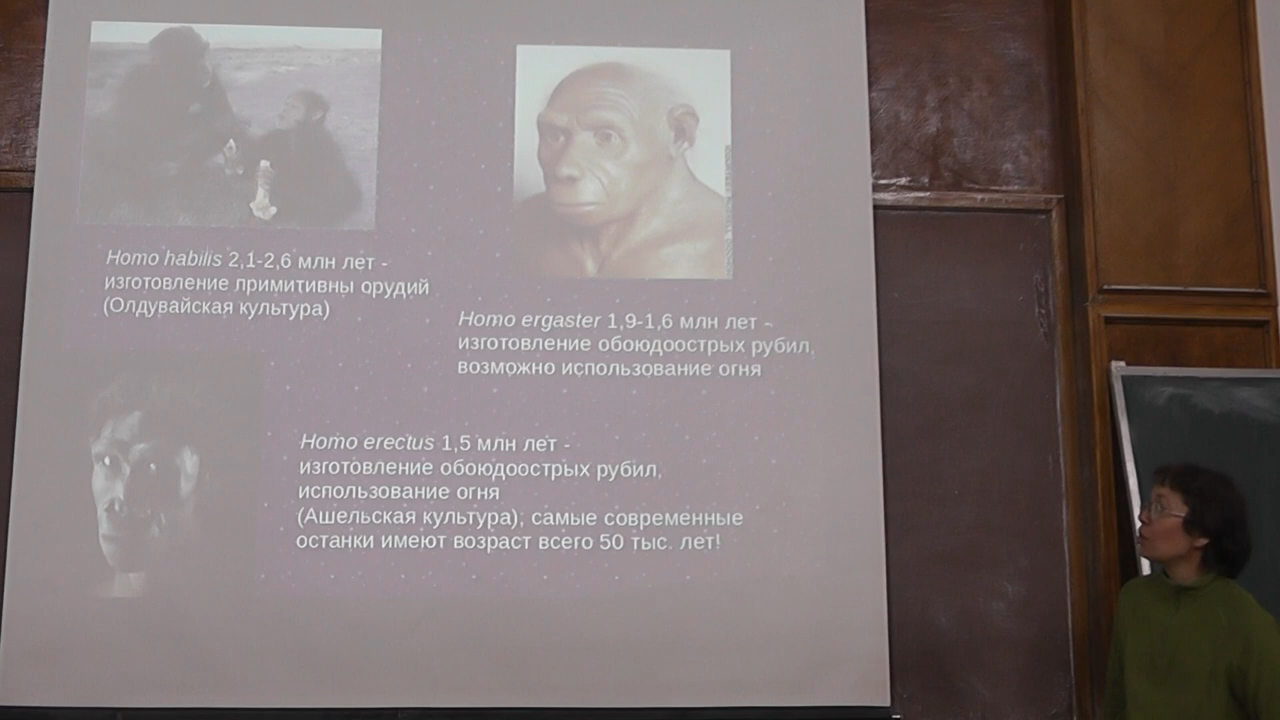 Homo habilis 2,1-2,6 млн лет -
изготовление примитивны орудий
(Олдувайская культура)
Homo ergaster 1,9-1,6 млн лет -
изготовление обоюдоострых рубил,
возможно использование огня
Homo erectus 1,5 млн лет -
изготовление обоюдоострых рубил,
использование огня
(Ашельская культура); самые современные
останки имеют возраст всего 50 тыс. лет!